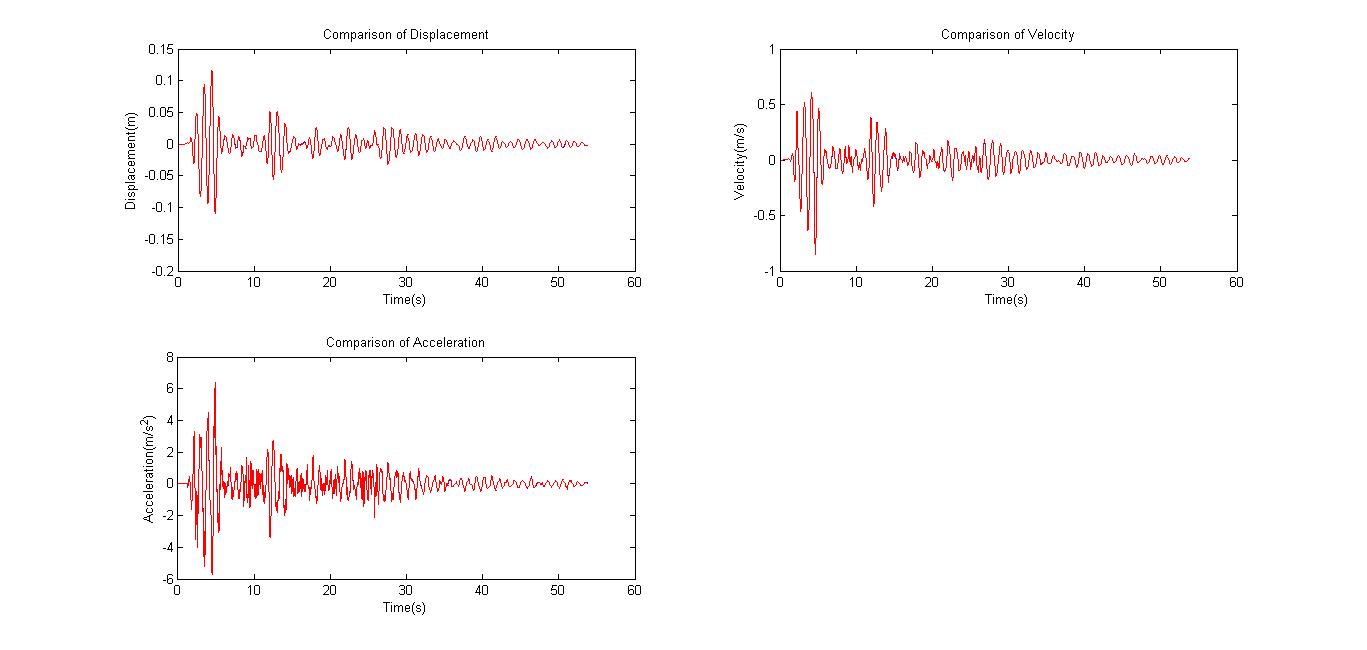 Comparison of Displacement
0.15
0.1
0.05
0
-0.05
-0.1
-0.15
-0.2
Displacement(m)
0 10 20 30 40 50 60
Time(s)
Comparison of Velocity
1
0.5
0
-0.5
-1
Velocity(m/s)
0 10 20 30 40 50 60
Time(s)
Comparison of Acceleration
8
6
4
2
0
-2
-4
-6
Acceleration(m/s²)
0 10 20 30 40 50 60
Time(s)